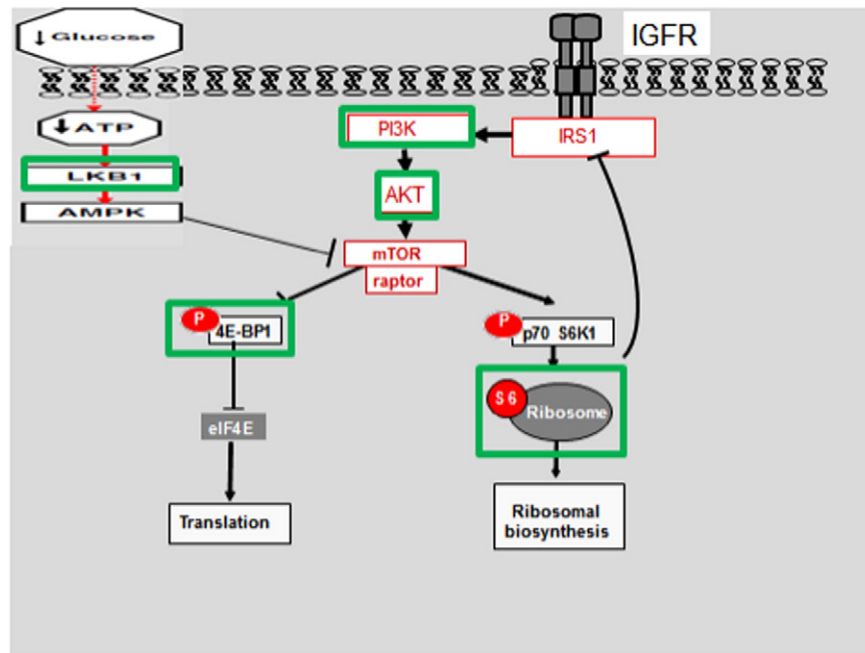 ↓Glucose
IGFR
↓ATP
PI3K
IRS1
LKB1
AKT
AMPK
mTOR
raptor
P
4E-BP1
P
p70 S6K1
S6
Ribosome
eIF4E
Translation
Ribosomal
biosynthesis